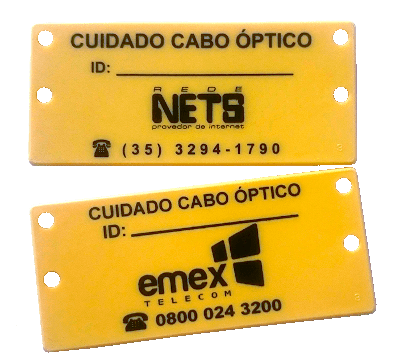 CUIDADO CABO ÓPTICO
ID:
REDE
NETS
provedor de internet
(35) 3294-1790
CUIDADO CABO ÓPTICO
ID:
emex
TELECOM
0800 024 3200